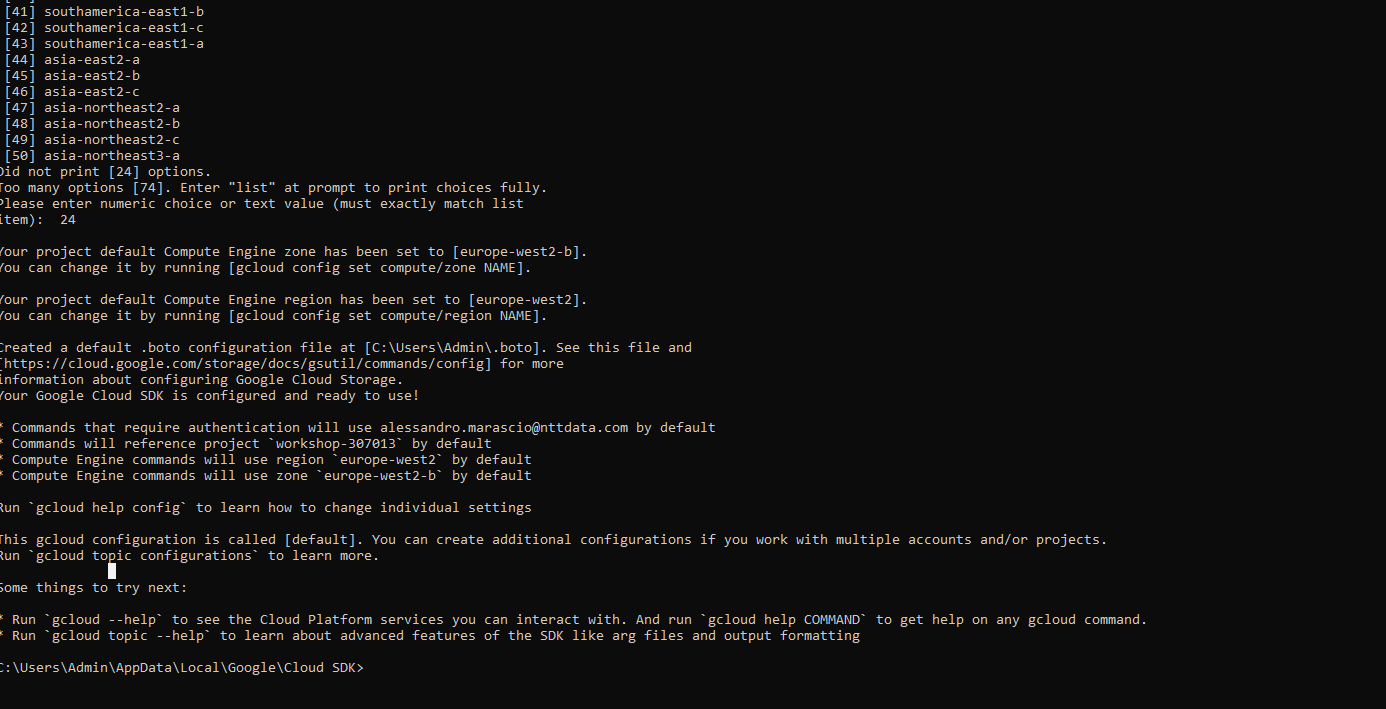 [41] southamerica-east1-b
[42] southamerica-east1-c
[43] southamerica-east1-a
[44] asia-east2-a
[45] asia-east2-b
[46] asia-east2-c
[47] asia-northeast2-a
[48] asia-northeast2-b
[49] asia-northeast2-c
[50] asia-northeast3-a
Did not print [24] options.
Too many options [74]. Enter "list" at prompt to print choices fully.
Please enter numeric choice or text value (must exactly match list
item):  24
Your project default Compute Engine zone has been set to [europe-west2-b].
You can change it by running [gcloud config set compute/zone NAME].
Your project default Compute Engine region has been set to [europe-west2].
You can change it by running [gcloud config set compute/region NAME].
Created a default .boto configuration file at [C:\Users\Admin\.boto]. See this file and
[https://cloud.google.com/storage/docs/gsutil/commands/config] for more
information about configuring Google Cloud Storage.
Your Google Cloud SDK is configured and ready to use!
* Commands that require authentication will use alessandro.marascio@nttdata.com by default
* Commands will reference project `workshop-307013` by default
* Compute Engine commands will use region `europe-west2` by default
* Compute Engine commands will use zone `europe-west2-b` by default
Run `gcloud help config` to learn how to change individual settings
This gcloud configuration is called [default]. You can create additional configurations if you work with multiple accounts and/or projects.
Run `gcloud topic configurations` to learn more.
Some things to try next:
* Run `gcloud --help` to see the Cloud Platform services you can interact with. And run `gcloud help COMMAND` to get help on any gcloud command.
* Run `gcloud topic --help` to learn about advanced features of the SDK like arg files and output formatting
C:\Users\Admin\AppData\Local\Google\Cloud SDK>